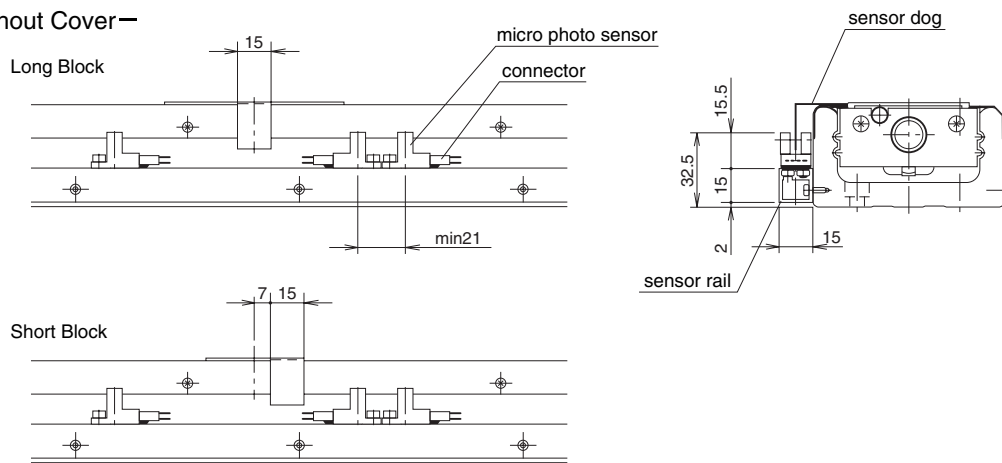 nout Cover−
Long Block
15
micro photo sensor
connector
min21
sensor dog
15.5
32.5
15
2
15
sensor rail
Short Block
7
15